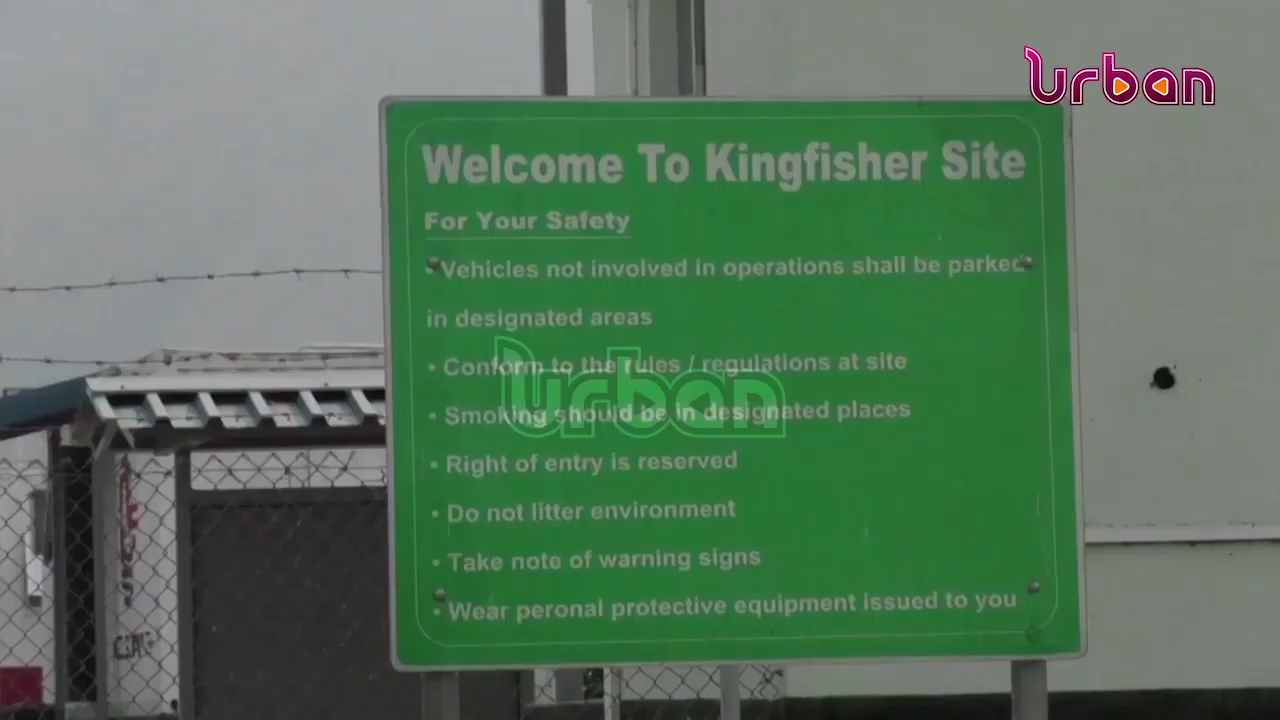 Urban
Welcome To Kingfisher Site
For Your Safety
• Vehicles not involved in operations shall be parked
in designated areas
• Conform to the rules / regulations at site
urban
• Smoking should be in designated places
• Right of entry is reserved
• Do not litter environment
• Take note of warning signs
• Wear peronal protective equipment issued to you